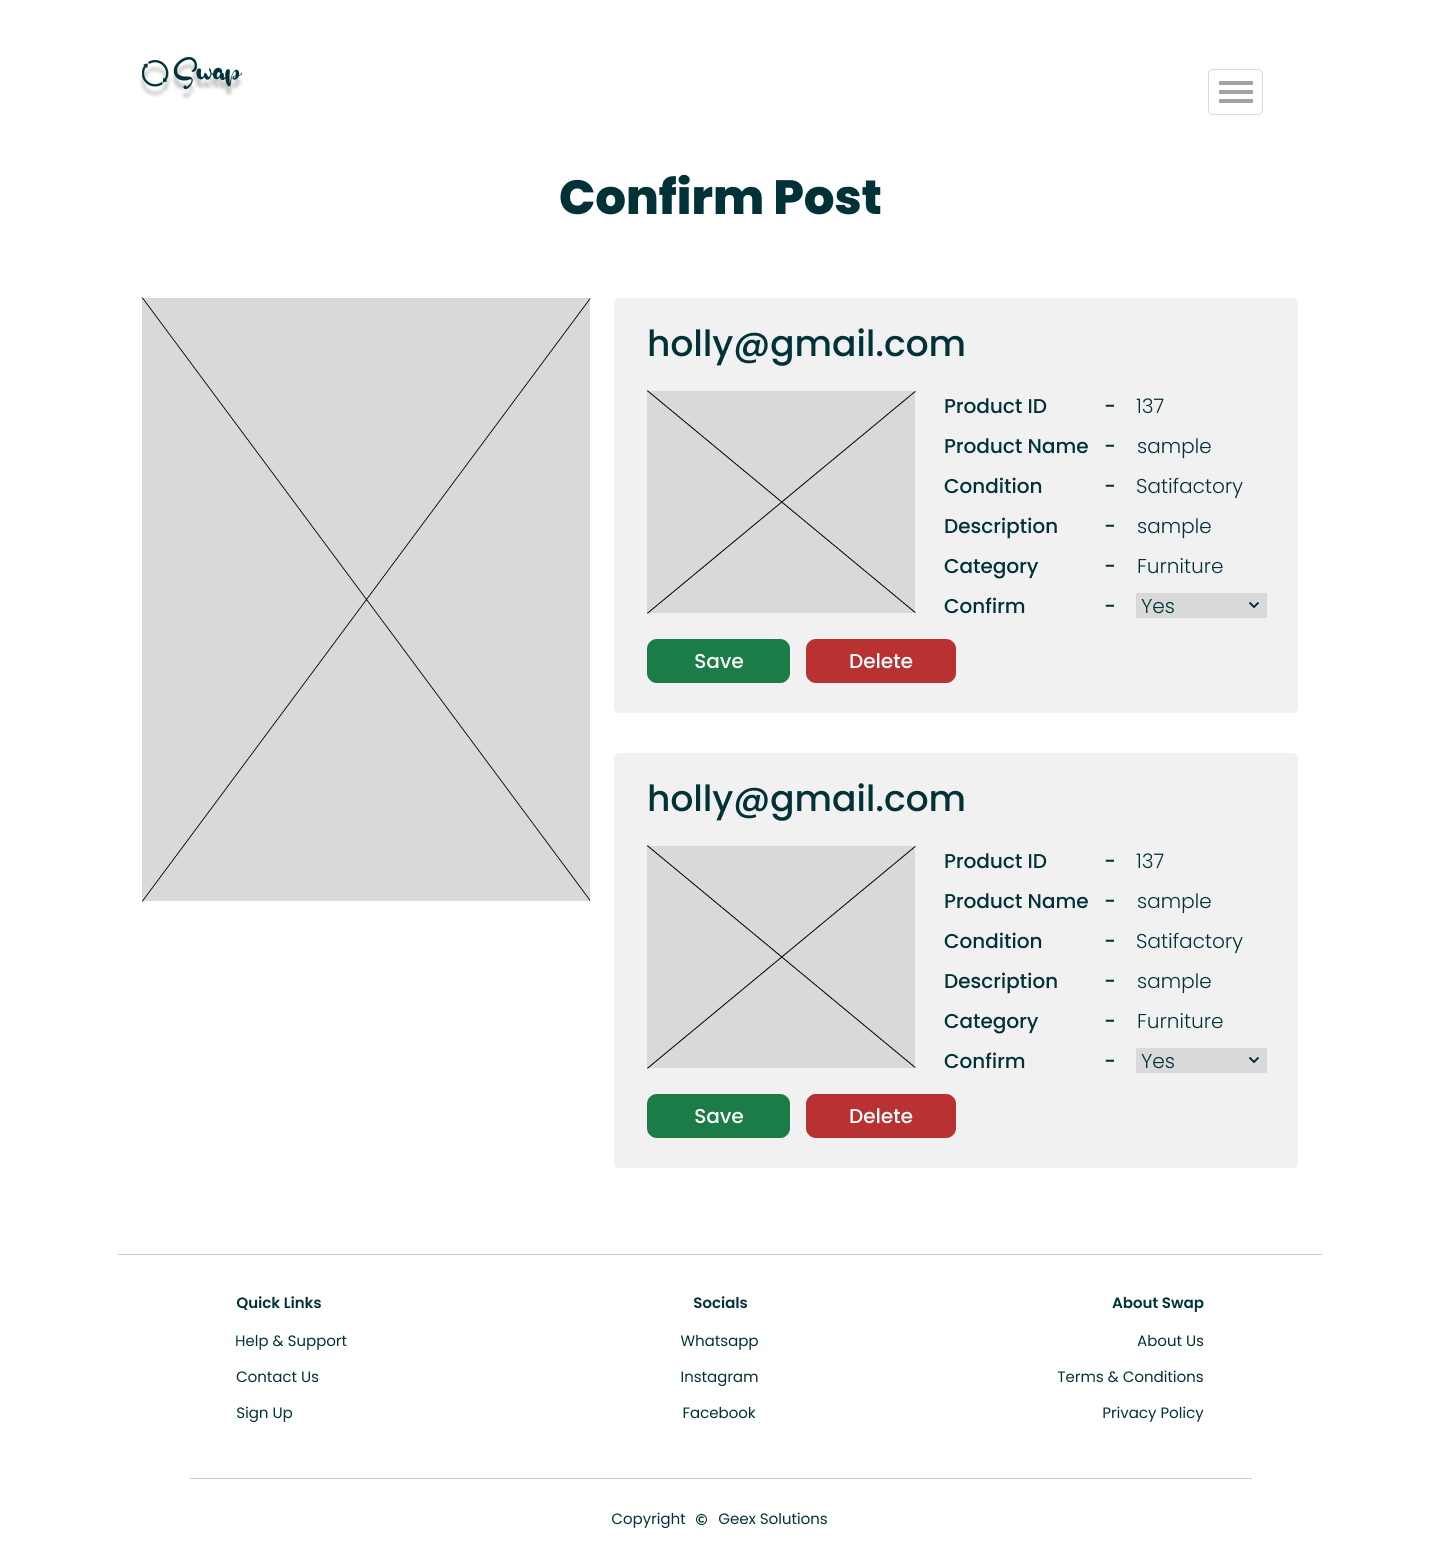 Swap
Confirm Post
holly@gmail.com
Product ID - 137
Product Name - sample
Condition - Satifactory
Description - sample
Category - Furniture
Confirm - Yes
Save Delete
holly@gmail.com
Product ID - 137
Product Name - sample
Condition - Satifactory
Description - sample
Category - Furniture
Confirm - Yes
Save Delete
Quick Links
Help & Support
Contact Us
Sign Up
Socials
Whatsapp
Instagram
Facebook
About Swap
About Us
Terms & Conditions
Privacy Policy
Copyright © Geex Solutions